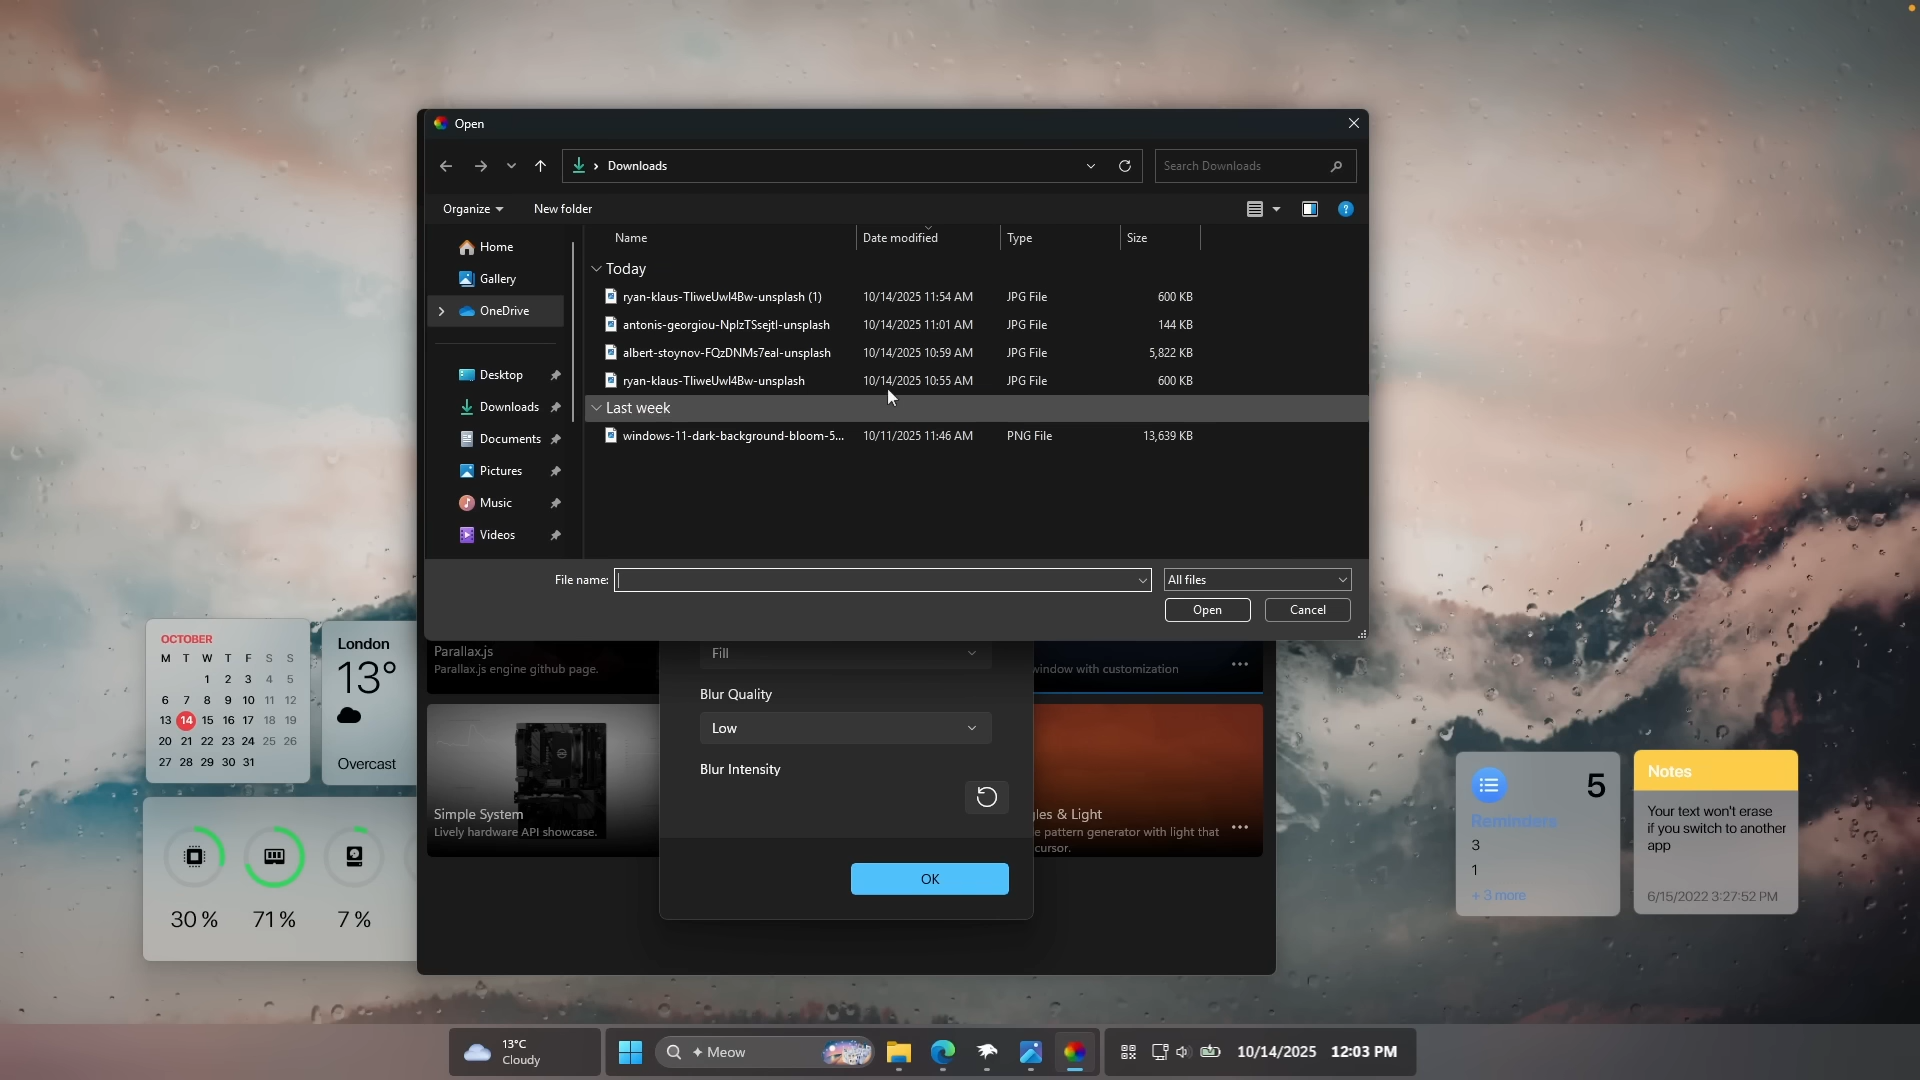 Open
Downloads
Search Downloads
Organize
New folder
Name
Date modified
Type
Size
Home
Gallery
OneDrive
Desktop
Downloads
Documents
Pictures
Music
Videos
Today
ryan-klaus-TliweUwl4Bw-unsplash (1) 10/14/2025 11:54 AM JPG File 600 KB
antonis-georgiou-NplzTSsejtI-unsplash 10/14/2025 11:01 AM JPG File 144 KB
albert-stoynov-FQzDNMs7eaI-unsplash 10/14/2025 10:59 AM JPG File 5,822 KB
ryan-klaus-TliweUwl4Bw-unsplash 10/14/2025 10:55 AM JPG File 600 KB
Last week
windows-11-dark-background-bloom-5... 10/11/2025 11:46 AM PNG File 13,639 KB
File name:
All files
Open
Cancel
Parallax.js
Parallax.js engine github page.
Fill
window with customization
Blur Quality
Low
Blur Intensity
Simple System
Lively hardware API showcase.
les & Light
e pattern generator with light that
cursor.
OK
OCTOBER
M T W T F S S
1 2 3 4 5
6 7 8 9 10 11 12
13 14 15 16 17 18 19
20 21 22 23 24 25 26
27 28 29 30 31
London
13°
Overcast
30 %
71 %
7 %
5
Reminders
3
1
+ 3 more
Notes
Your text won't erase
if you switch to another
app
6/15/2022 3:27:52 PM
13°C
Cloudy
Meow
10/14/2025 12:03 PM